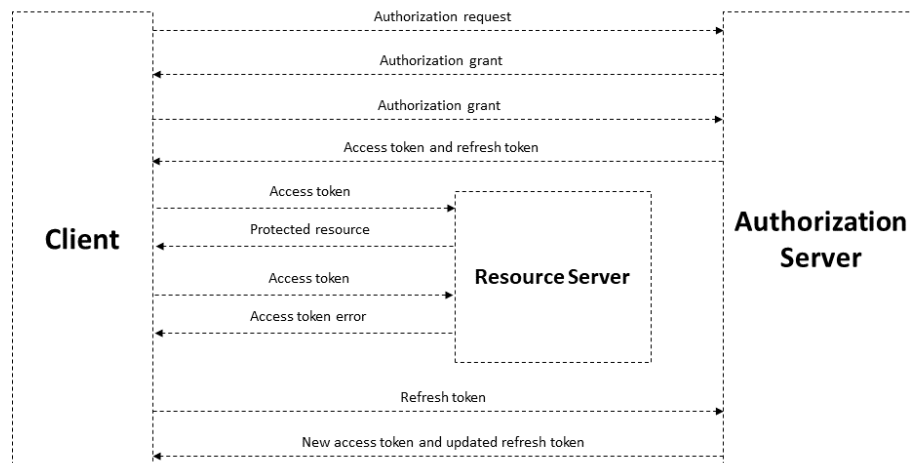 Authorization request
Authorization grant
Authorization grant
Access token and refresh token
Access token
Protected resource
Client
Access token
Resource Server
Authorization
Server
Access token error
Refresh token
New access token and updated refresh token